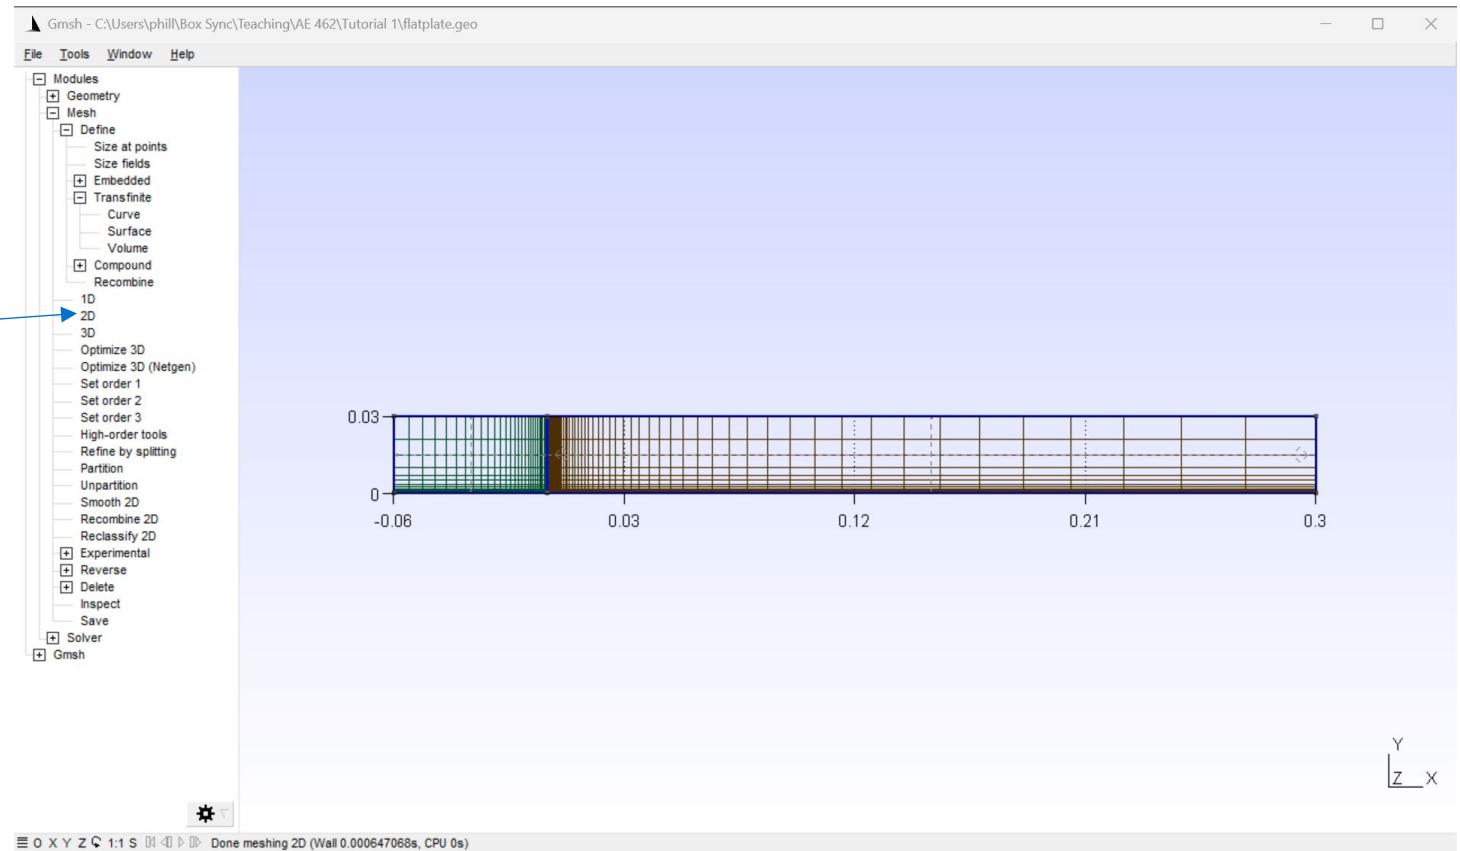 Gmsh - C:\Users\phill\Box Sync\Teaching\AE 462\Tutorial 1\flatplate.geo
File Tools Window Help
Modules
Geometry
Mesh
Define
Size at points
Size fields
Embedded
Transfinite
Curve
Surface
Volume
Compound
Recombine
1D
2D
3D
Optimize 3D
Optimize 3D (Netgen)
Set order 1
Set order 2
Set order 3
High-order tools
Refine by splitting
Partition
Unpartition
Smooth 2D
Recombine 2D
Reclassify 2D
Experimental
Reverse
Delete
Inspect
Save
Solver
Gmsh
0.03
0
-0.06 0.03 0.12 0.21 0.3
Y
Z X
O X Y Z 1:1 S Done meshing 2D (Wall 0.000647068s, CPU 0s)